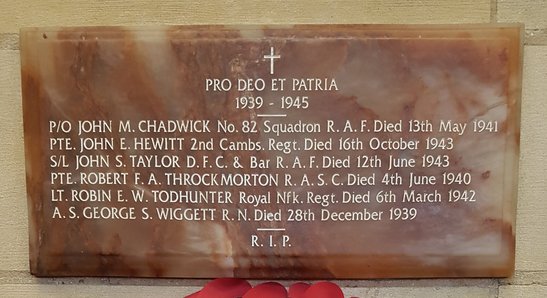 PRO DEO ET PATRIA
1939 - 1945
P/O JOHN M. CHADWICK No. 82 Squadron R. A. F. Died 13th May 1941
PTE. JOHN E. HEWITT 2nd Cambs. Regt. Died 16th October 1943
S/L JOHN S. TAYLOR D. F. C. & Bar R. A. F. Died 12th June 1943
PTE. ROBERT F. A. THROCKMORTON R. A. S. C. Died 4th June 1940
LT. ROBIN E. W. TODHUNTER Royal Nfk. Regt. Died 6th March 1942
A. S. GEORGE S. WIGGETT R. N. Died 28th December 1939
R. I. P.